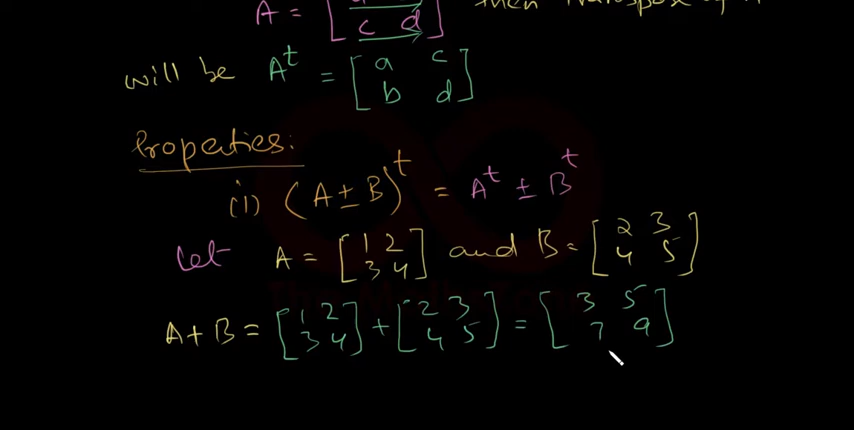 A = [a b; c d] then transpose of A
will be A^t = [a c; b d]
Properties:
(i) (A ± B)^t = A^t ± B^t
Let A = [1 2; 3 4] and B = [2 3; 4 5]
A + B = [1 2; 3 4] + [2 3; 4 5] = [3 5; 7 9]